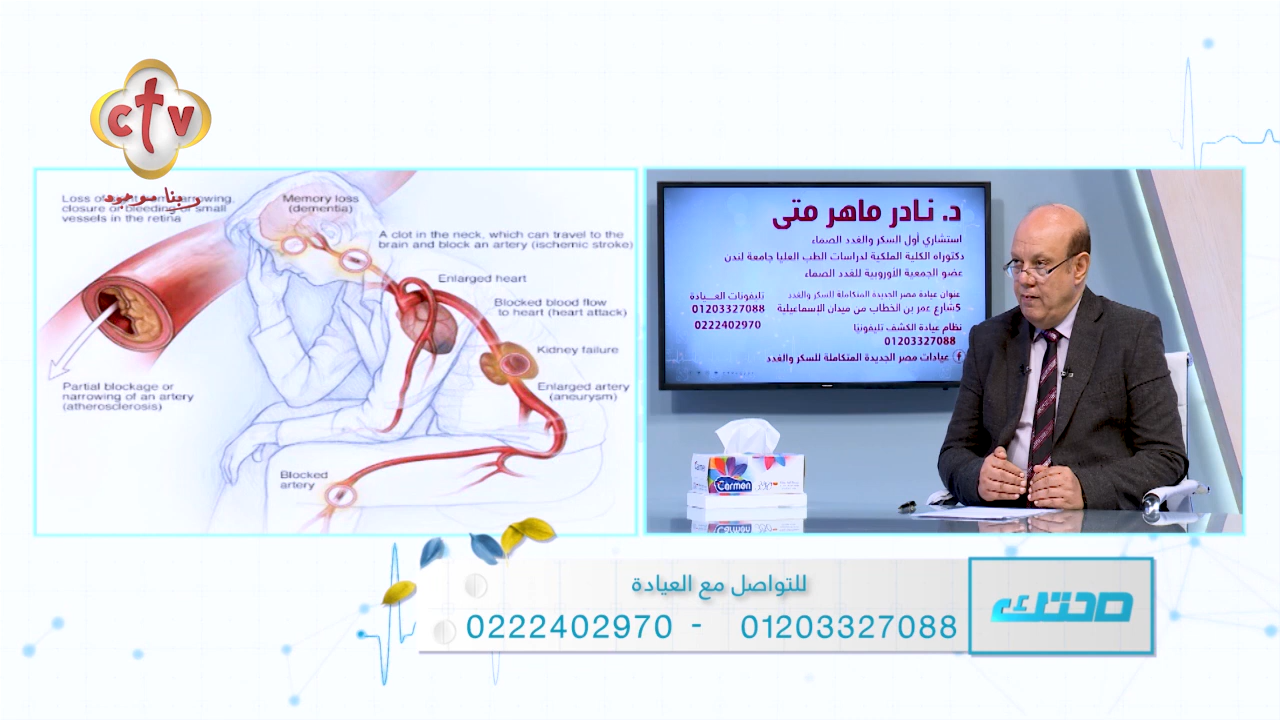 ctv
ربنا موجود
Loss of
narrowing,
closure or bleeding of small
vessels in the retina
Memory loss
(dementia)
A clot in the neck, which can travel to the
brain and block an artery (ischemic stroke)
Enlarged heart
Blocked blood flow
to heart (heart attack)
Kidney failure
Enlarged artery
(aneurysm)
Partial blockage or
narrowing of an artery
(atherosclerosis)
Blocked
artery
د. نادر ماهر متى
استشاري أول السكر والغدد الصماء
دكتوراه الكلية الملكية لدراسات الطب العليا جامعة لندن
عضو الجمعية الأوروبية للغدد الصماء
عنوان عيادة مصر الجديدة المتكاملة للسكر والغدد
5شارع عمر بن الخطاب من ميدان الإسماعيلية
تليفونات العـــيادة
01203327088
0222402970
نظام عيادة الكشف تليفونيا
01203327088
عيادات مصر الجديدة المتكاملة للسكر والغدد
Carmen
للتواصل مع العيادة
0222402970 - 01203327088
صحتك